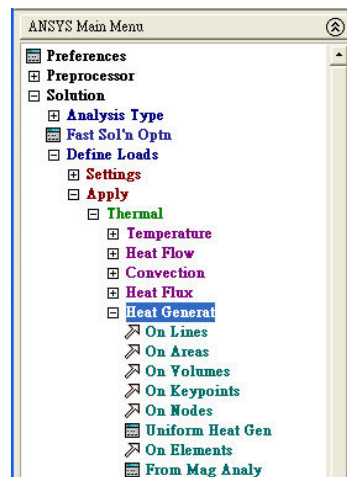 ANSYS Main Menu
Preferences
Preprocessor
Solution
Analysis Type
Fast Sol'n Optn
Define Loads
Settings
Apply
Thermal
Temperature
Heat Flow
Convection
Heat Flux
Heat Generat
On Lines
On Areas
On Volumes
On Keypoints
On Nodes
Uniform Heat Gen
On Elements
From Mag Analy